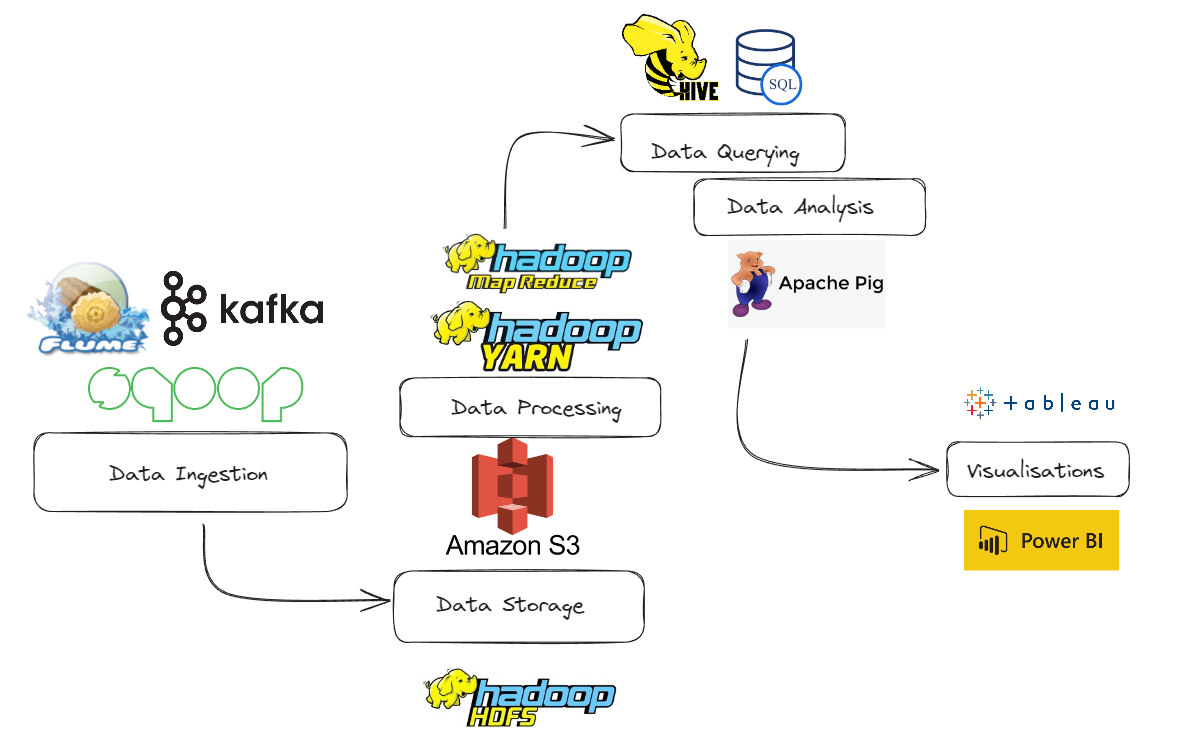 HIVE
SQL
Data Querying
Data Analysis
hadoop
Map Reduce
Apache Pig
FLUME
kafka
hadoop
YARN
sqoop
Data Processing
tableau
Data Ingestion
Visualisations
Amazon S3
Power BI
Data Storage
hadoop
HDFS